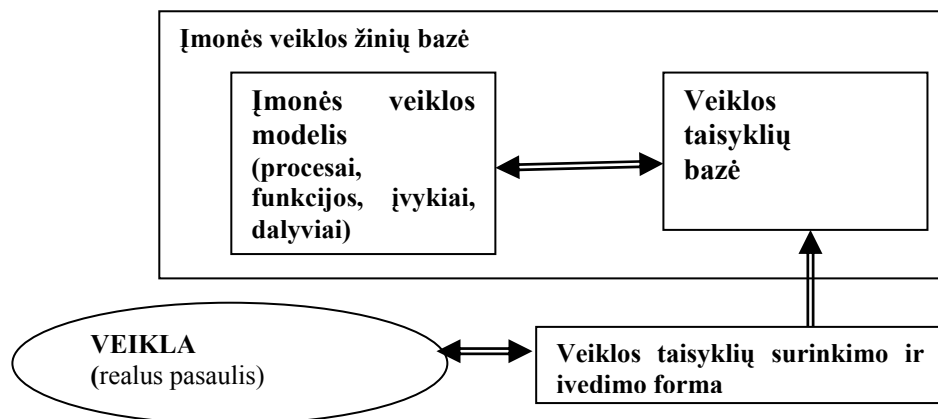 Įmonės veiklos žinių bazė
Įmonės veiklos
modelis
(procesai,
funkcijos, įvykiai,
dalyviai)
Veiklos
taisyklių
bazė
VEIKLA
(realus pasaulis)
Veiklos taisyklių surinkimo ir
ivedimo forma